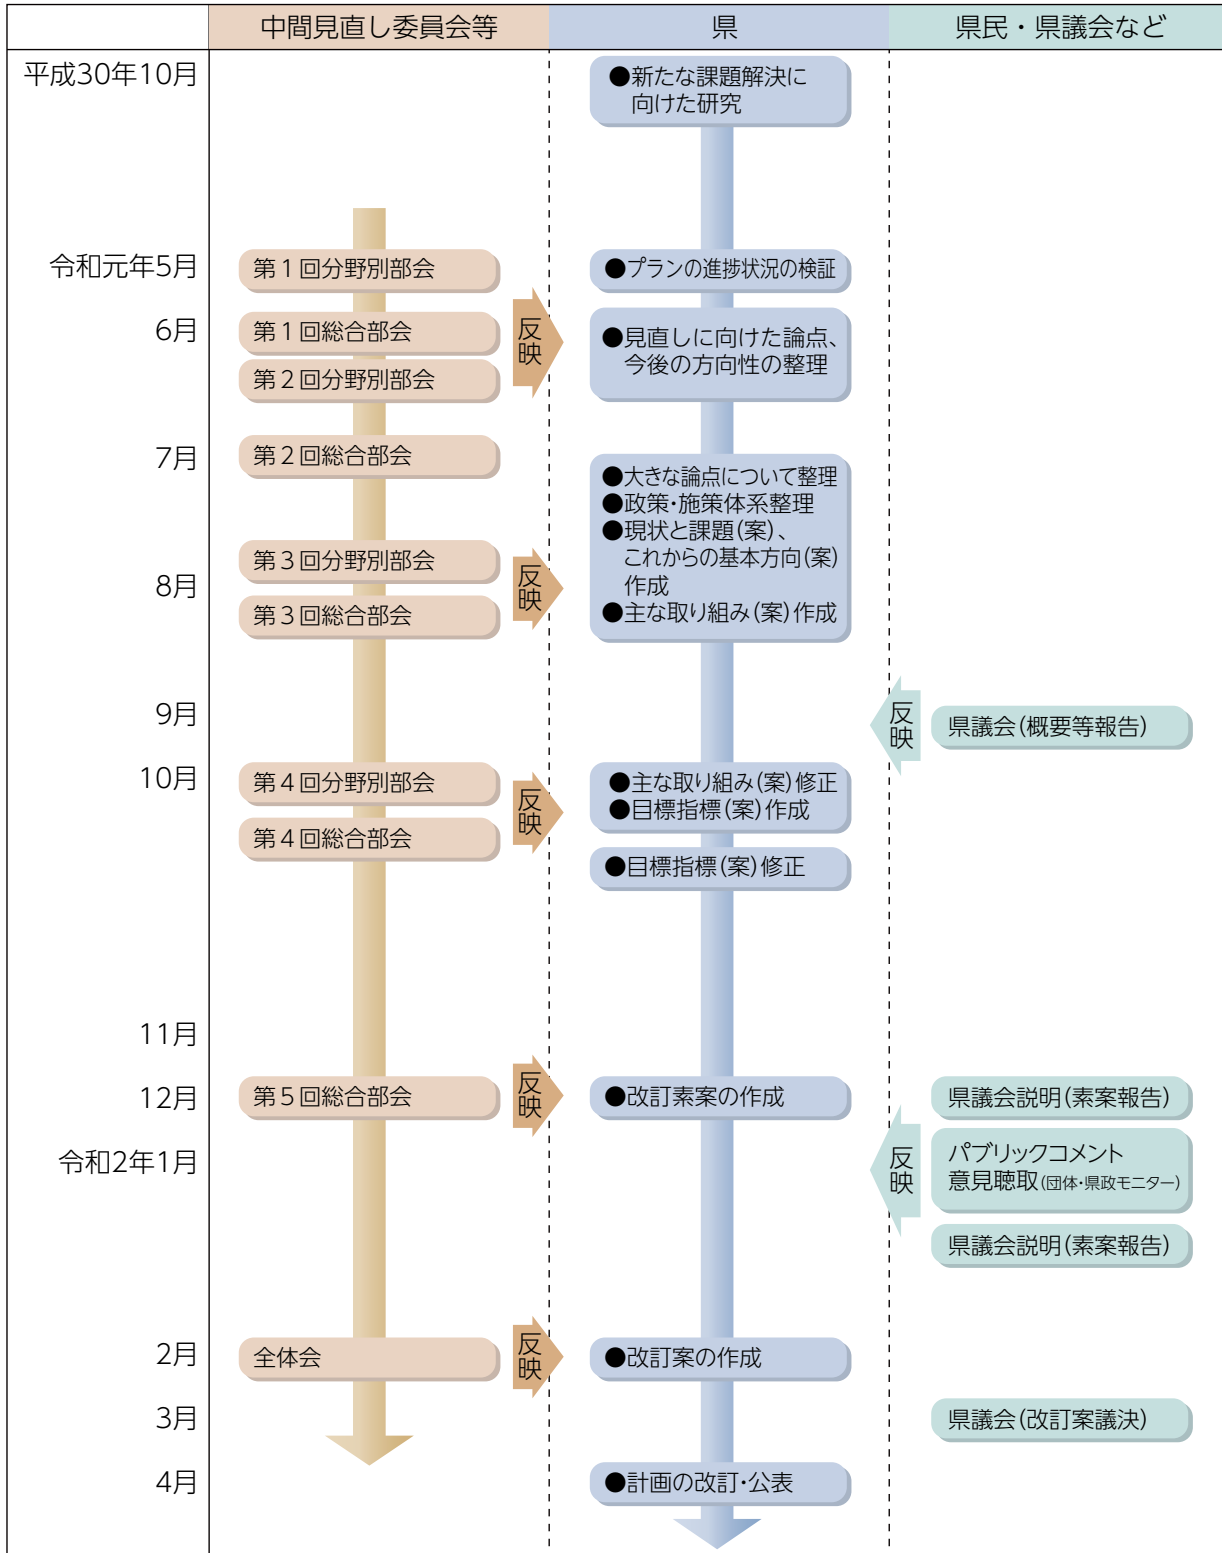 中間見直し委員会等
県
県民・県議会など
平成30年10月
●新たな課題解決に
向けた研究
令和元年5月
第1回分野別部会
●プランの進捗状況の検証
6月
第1回総合部会
第2回分野別部会
反映
●見直しに向けた論点、
今後の方向性の整理
7月
第2回総合部会
●大きな論点について整理
●政策・施策体系整理
●現状と課題(案)、
これからの基本方向(案)
作成
●主な取り組み(案)作成
8月
第3回分野別部会
第3回総合部会
反映
9月
反映
県議会(概要等報告)
10月
第4回分野別部会
第4回総合部会
反映
●主な取り組み(案)修正
●目標指標(案)作成
●目標指標(案)修正
11月
12月
第5回総合部会
反映
●改訂素案の作成
県議会説明(素案報告)
令和2年1月
反映
パブリックコメント
意見聴取(団体・県政モニター)
県議会説明(素案報告)
2月
全体会
反映
●改訂案の作成
3月
県議会(改訂案議決)
4月
●計画の改訂・公表